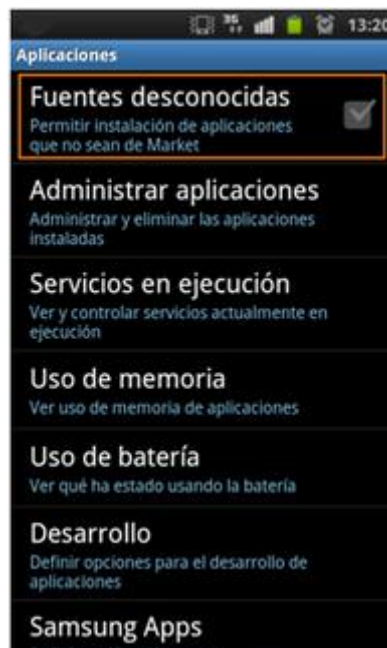 3G
13:20
Aplicaciones
Fuentes desconocidas
Permitir instalación de aplicaciones
que no sean de Market
Administrar aplicaciones
Administrar y eliminar las aplicaciones
instaladas
Servicios en ejecución
Ver y controlar servicios actualmente en
ejecución
Uso de memoria
Ver uso de memoria de aplicaciones
Uso de batería
Ver qué ha estado usando la batería
Desarrollo
Definir opciones para el desarrollo de
aplicaciones
Samsung Apps